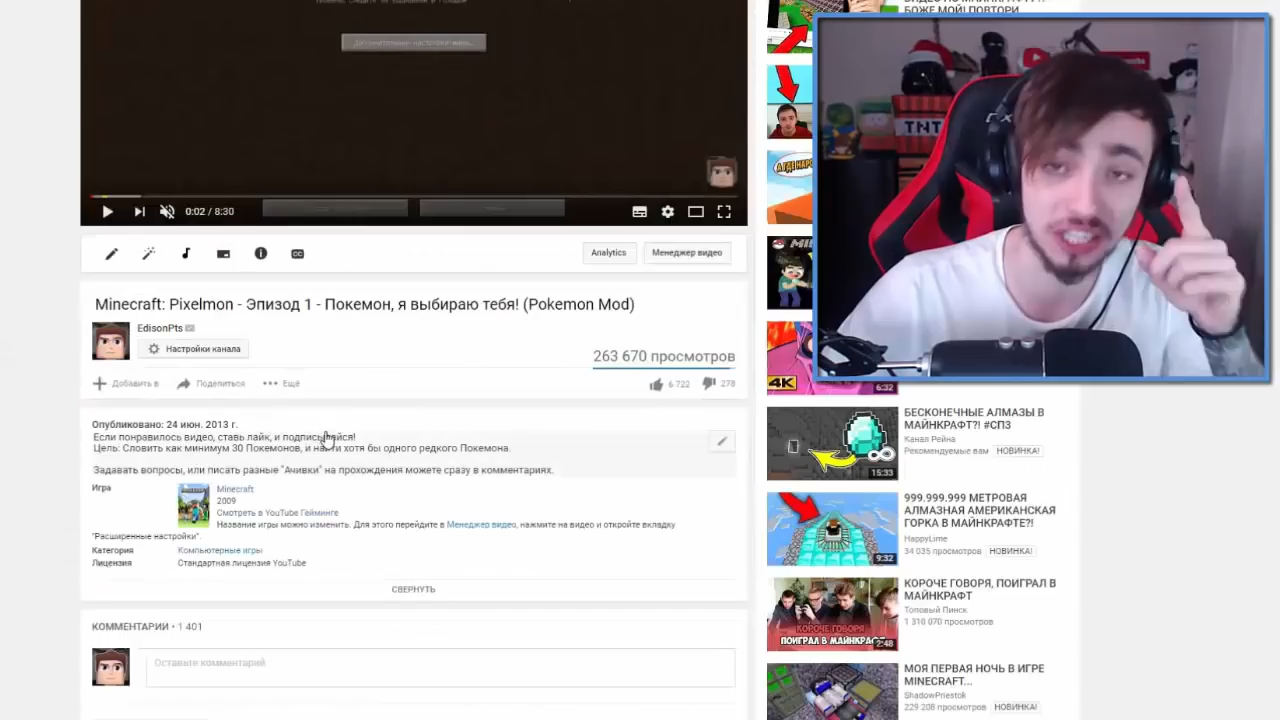 0:02 / 8:30
Analytics
Менеджер видео
Minecraft: Pixelmon - Эпизод 1 - Покемон, я выбираю тебя! (Pokemon Mod)
EdisonPts
Настройки канала
263 670 просмотров
Добавить в
Поделиться
Ещё
6 722
278
Опубликовано: 24 июн. 2013 г.
Если понравилось видео, ставь лайк, и подписывайся!
Цель: Словить как минимум 30 Покемонов, и найти хотя бы одного редкого Покемона.
Задавать вопросы, или писать разные "Ачивки" на прохождения можете сразу в комментариях.
Игра
Minecraft
2009
Смотреть в YouTube Гейминге
Название игры можно изменить. Для этого перейдите в Менеджер видео, нажмите на видео и откройте вкладку
"Расширенные настройки".
Категория
Компьютерные игры
Лицензия
Стандартная лицензия YouTube
СВЕРНУТЬ
КОММЕНТАРИИ • 1 401
Оставьте комментарий
БОЖЕ МОЙ! ПОВТОРИ
TNT
4K
6:32
БЕСКОНЕЧНЫЕ АЛМАЗЫ В
МАЙНКРАФТ?! #СП3
Канал Рейна
Рекомендуемые вам
НОВИНКА!
15:33
999.999.999 МЕТРОВАЯ
АЛМАЗНАЯ АМЕРИКАНСКАЯ
ГОРКА В МАЙНКРАФТЕ?!
HappyLime
34 035 просмотров
НОВИНКА!
9:32
КОРОЧЕ ГОВОРЯ, ПОИГРАЛ В
МАЙНКРАФТ
Топовый Пинск
1 310 070 просмотров
КОРОЧЕ ГОВОРЯ
ПОИГРАЛ В МАЙНКРАФТ
2:48
МОЯ ПЕРВАЯ НОЧЬ В ИГРЕ
MINECRAFT...
ShadowPriestok
229 208 просмотров
НОВИНКА!